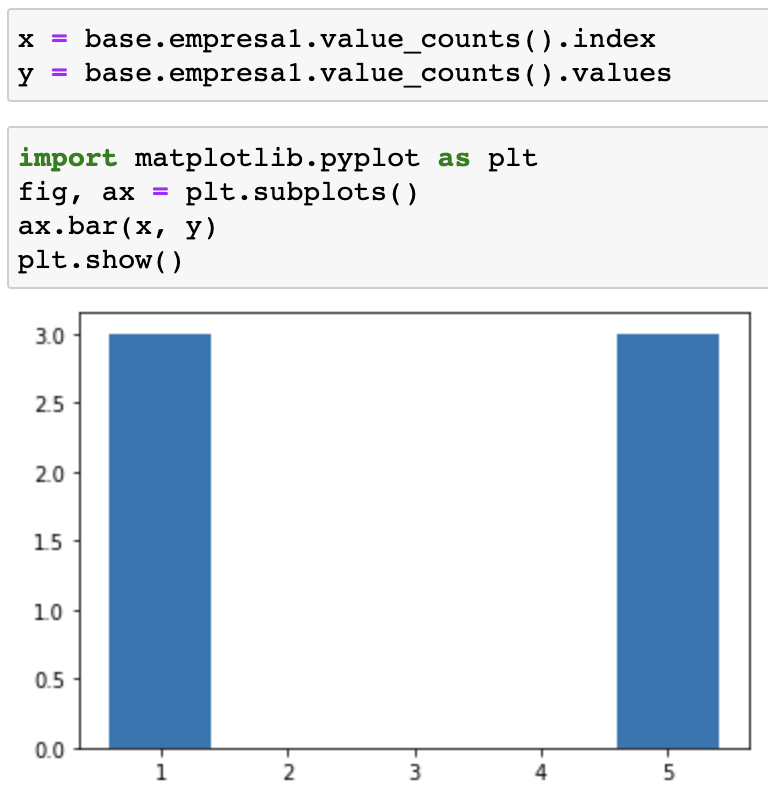 x = base.empresa1.value_counts().index
y = base.empresa1.value_counts().values
import matplotlib.pyplot as plt
fig, ax = plt.subplots()
ax.bar(x, y)
plt.show()
3.0
2.5
2.0
1.5
1.0
0.5
0.0
1 2 3 4 5